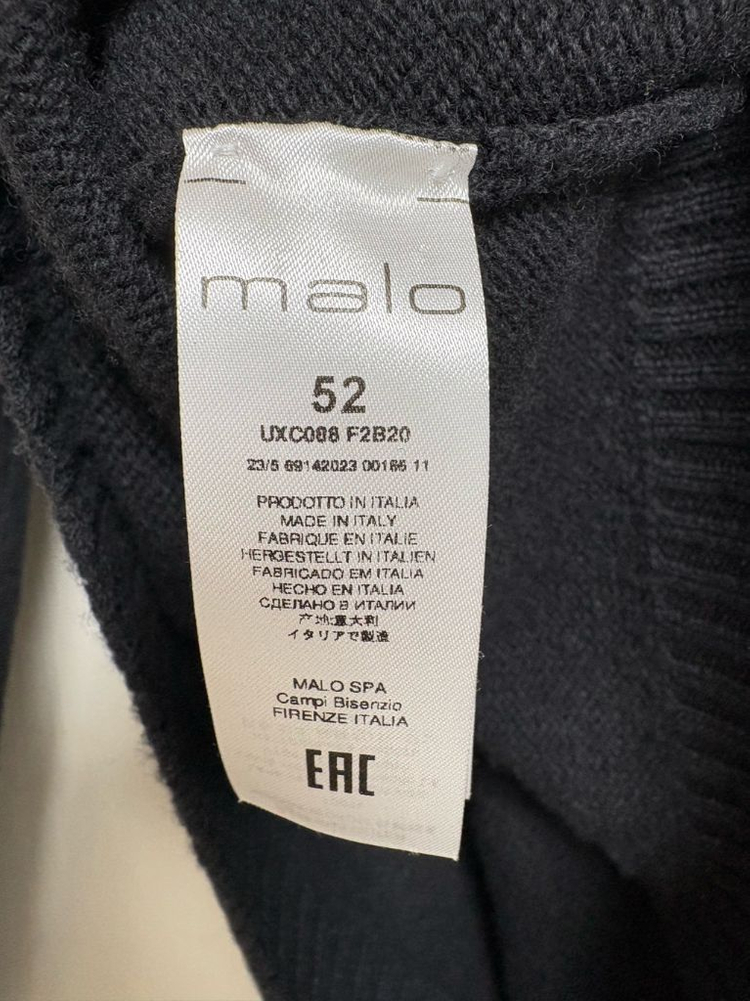 malo
52
UXC088 F2B20
23/5 69142023 00166 11
PRODOTTO IN ITALIA
MADE IN ITALY
FABRIQUE EN ITALIE
HERGESTELLT IN ITALIEN
FABRICADO EM ITALIA
HECHO EN ITALIA
СДЕЛАНО В ИТАЛИИ
产地:意大利
イタリアで製造
MALO SPA
Campi Bisenzio
FIRENZE ITALIA
EAC